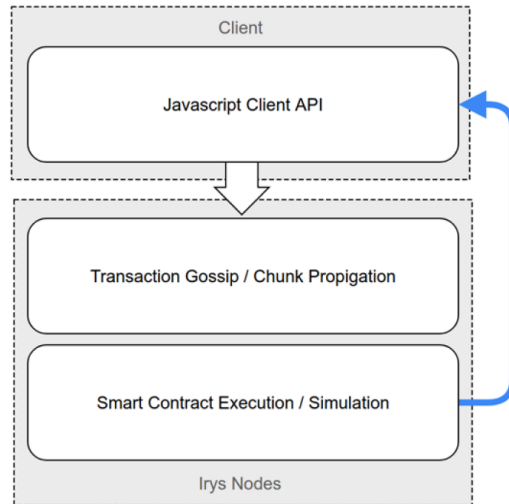 Client
Javascript Client API
Transaction Gossip / Chunk Propigation
Smart Contract Execution / Simulation
Irys Nodes